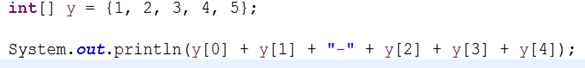 int[] y = {1, 2, 3, 4, 5};
System.out.println(y[0] + y[1] + "-" + y[2] + y[3] + y[4]);